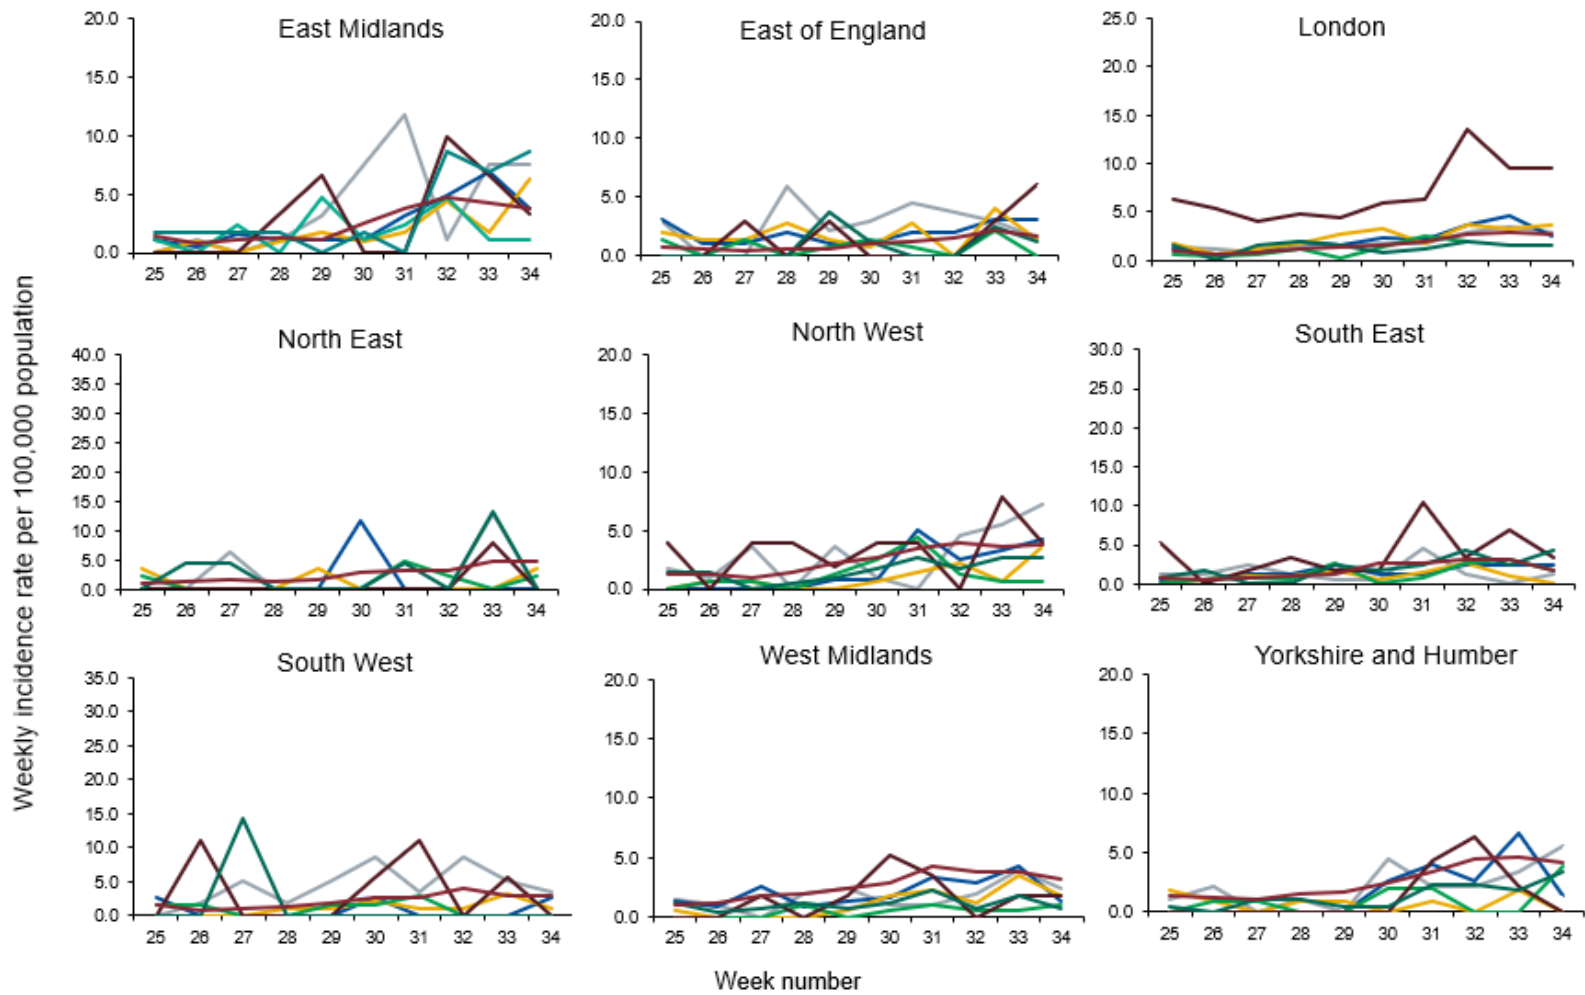 Weekly incidence rate per 100,000 population
East Midlands
20.0
15.0
10.0
5.0
0.0
25 26 27 28 29 30 31 32 33 34
East of England
20.0
15.0
10.0
5.0
0.0
25 26 27 28 29 30 31 32 33 34
London
25.0
20.0
15.0
10.0
5.0
0.0
25 26 27 28 29 30 31 32 33 34
North East
40.0
35.0
30.0
25.0
20.0
15.0
10.0
5.0
0.0
25 26 27 28 29 30 31 32 33 34
North West
20.0
15.0
10.0
5.0
0.0
25 26 27 28 29 30 31 32 33 34
South East
30.0
25.0
20.0
15.0
10.0
5.0
0.0
25 26 27 28 29 30 31 32 33 34
South West
35.0
30.0
25.0
20.0
15.0
10.0
5.0
0.0
25 26 27 28 29 30 31 32 33 34
West Midlands
20.0
15.0
10.0
5.0
0.0
25 26 27 28 29 30 31 32 33 34
Yorkshire and Humber
20.0
15.0
10.0
5.0
0.0
25 26 27 28 29 30 31 32 33 34
Week number